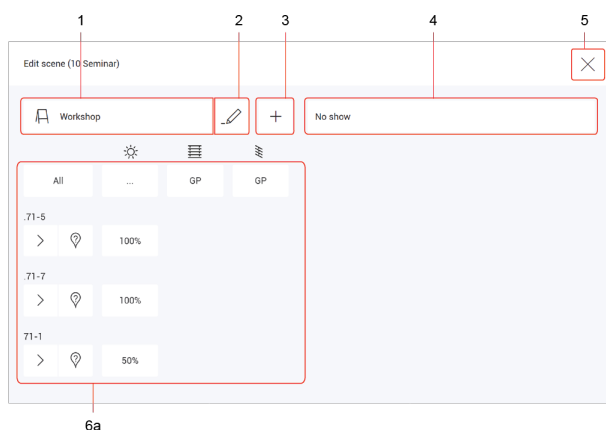 1 2 3 4 5
Edit scene (10 Seminar)
Workshop No show
All ... GP GP
.71-5
100%
.71-7
100%
71-1
50%
6a